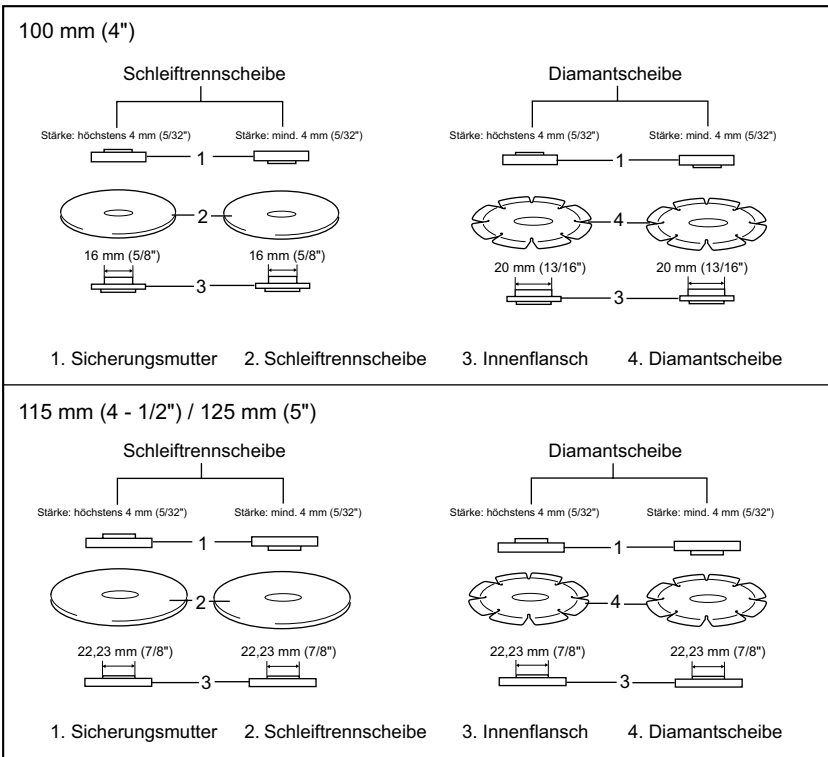 100 mm (4")
Schleiftrennscheibe Diamantscheibe
Stärke: höchstens 4 mm (5/32") Stärke: mind. 4 mm (5/32") Stärke: höchstens 4 mm (5/32") Stärke: mind. 4 mm (5/32")
1 1
2 4
16 mm (5/8") 16 mm (5/8") 20 mm (13/16") 20 mm (13/16")
3 3
1. Sicherungsmutter 2. Schleiftrennscheibe 3. Innenflansch 4. Diamantscheibe
115 mm (4 - 1/2") / 125 mm (5")
Schleiftrennscheibe Diamantscheibe
Stärke: höchstens 4 mm (5/32") Stärke: mind. 4 mm (5/32") Stärke: höchstens 4 mm (5/32") Stärke: mind. 4 mm (5/32")
1 1
2 4
22,23 mm (7/8") 22,23 mm (7/8") 22,23 mm (7/8") 22,23 mm (7/8")
3 3
1. Sicherungsmutter 2. Schleiftrennscheibe 3. Innenflansch 4. Diamantscheibe